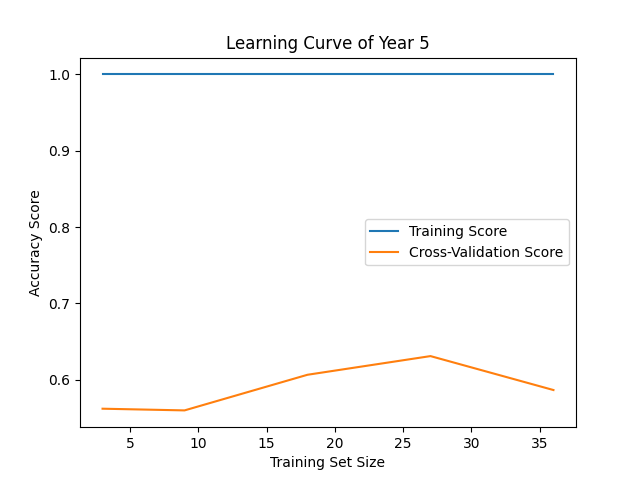 Learning Curve of Year 5
Accuracy Score
1.0
0.9
0.8
0.7
0.6
Training Score
Cross-Validation Score
5 10 15 20 25 30 35
Training Set Size